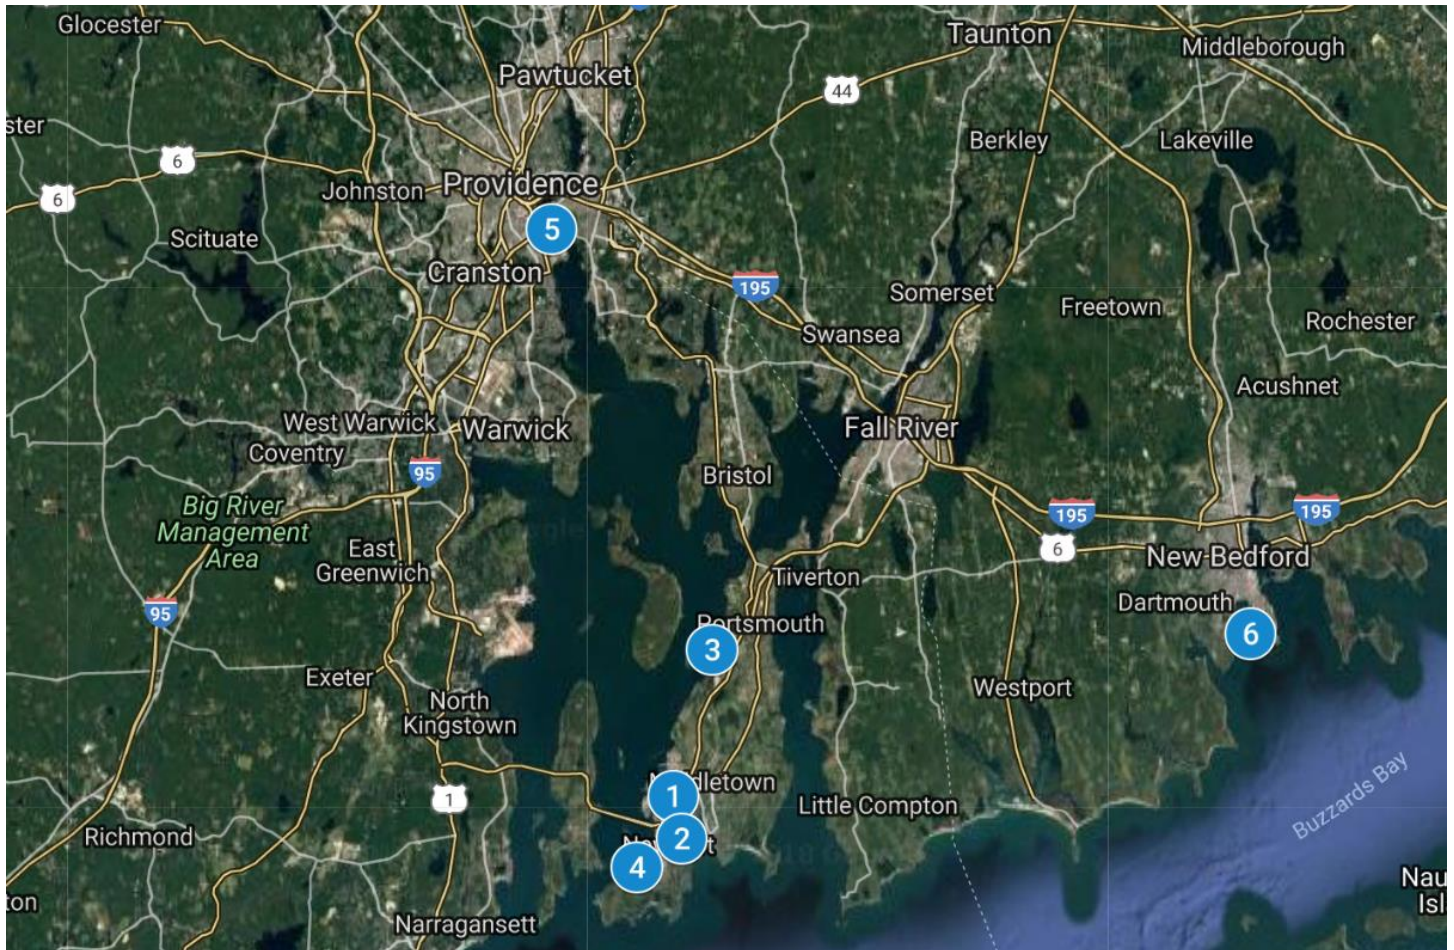 Glocester
Taunton
Middleborough
Pawtucket
44
ster
Berkley
Lakeville
6
Johnston
Providence
6
5
Scituate
Cranston
195
Somerset
Freetown
Rochester
Swansea
Acushnet
West Warwick
Warwick
Fall River
Coventry
95
Bristol
Big River
Management
Area
195
195
6
East
Greenwich
New Bedford
Tiverton
95
Dartmouth
Portsmouth
6
3
Exeter
Westport
North
Kingstown
Buzzards Bay
1
1
dletown
Little Compton
Richmond
2
4
Nau
Isl
ton
Narragansett